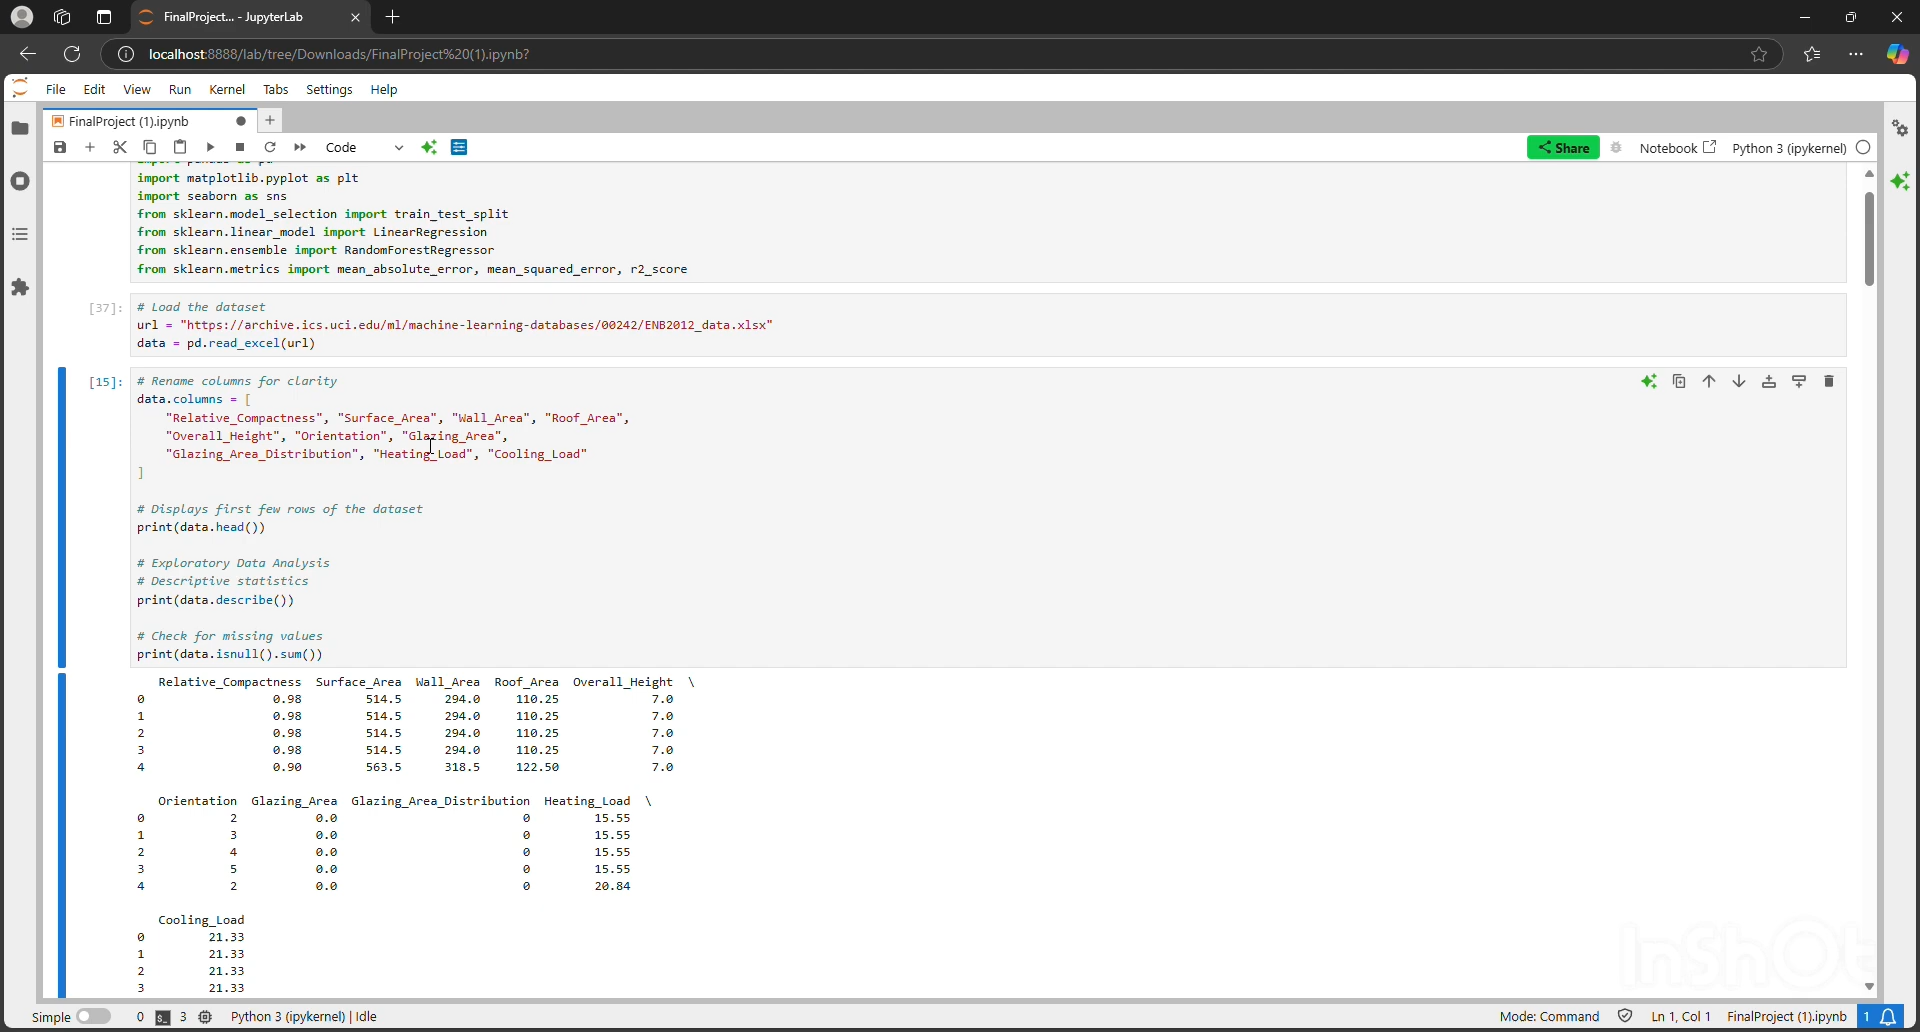 FinalProject... - JupyterLab
localhost:8888/lab/tree/Downloads/FinalProject%20(1).ipynb?
File Edit View Run Kernel Tabs Settings Help
FinalProject (1).ipynb
Code
Share
Notebook
Python 3 (ipykernel)
import pandas as pd
import matplotlib.pyplot as plt
import seaborn as sns
from sklearn.model_selection import train_test_split
from sklearn.linear_model import LinearRegression
from sklearn.ensemble import RandomForestRegressor
from sklearn.metrics import mean_absolute_error, mean_squared_error, r2_score
[37]: # Load the dataset
url = "https://archive.ics.uci.edu/ml/machine-learning-databases/00242/ENB2012_data.xlsx"
data = pd.read_excel(url)
[15]: # Rename columns for clarity
data.columns = [
"Relative_Compactness", "Surface_Area", "Wall_Area", "Roof_Area",
"Overall_Height", "Orientation", "Glazing_Area",
"Glazing_Area_Distribution", "Heating_Load", "Cooling_Load"
]
# Displays first few rows of the dataset
print(data.head())
# Exploratory Data Analysis
# Descriptive statistics
print(data.describe())
# Check for missing values
print(data.isnull().sum())
Relative_Compactness Surface_Area Wall_Area Roof_Area Overall_Height \
0 0.98 514.5 294.0 110.25 7.0
1 0.98 514.5 294.0 110.25 7.0
2 0.98 514.5 294.0 110.25 7.0
3 0.98 514.5 294.0 110.25 7.0
4 0.90 563.5 318.5 122.50 7.0
Orientation Glazing_Area Glazing_Area_Distribution Heating_Load \
0 2 0.0 0 15.55
1 3 0.0 0 15.55
2 4 0.0 0 15.55
3 5 0.0 0 15.55
4 2 0.0 0 20.84
Cooling_Load
0 21.33
1 21.33
2 21.33
3 21.33
InShOt
Simple 0 3 Python 3 (ipykernel) | Idle
Mode: Command Ln 1, Col 1 FinalProject (1).ipynb 1